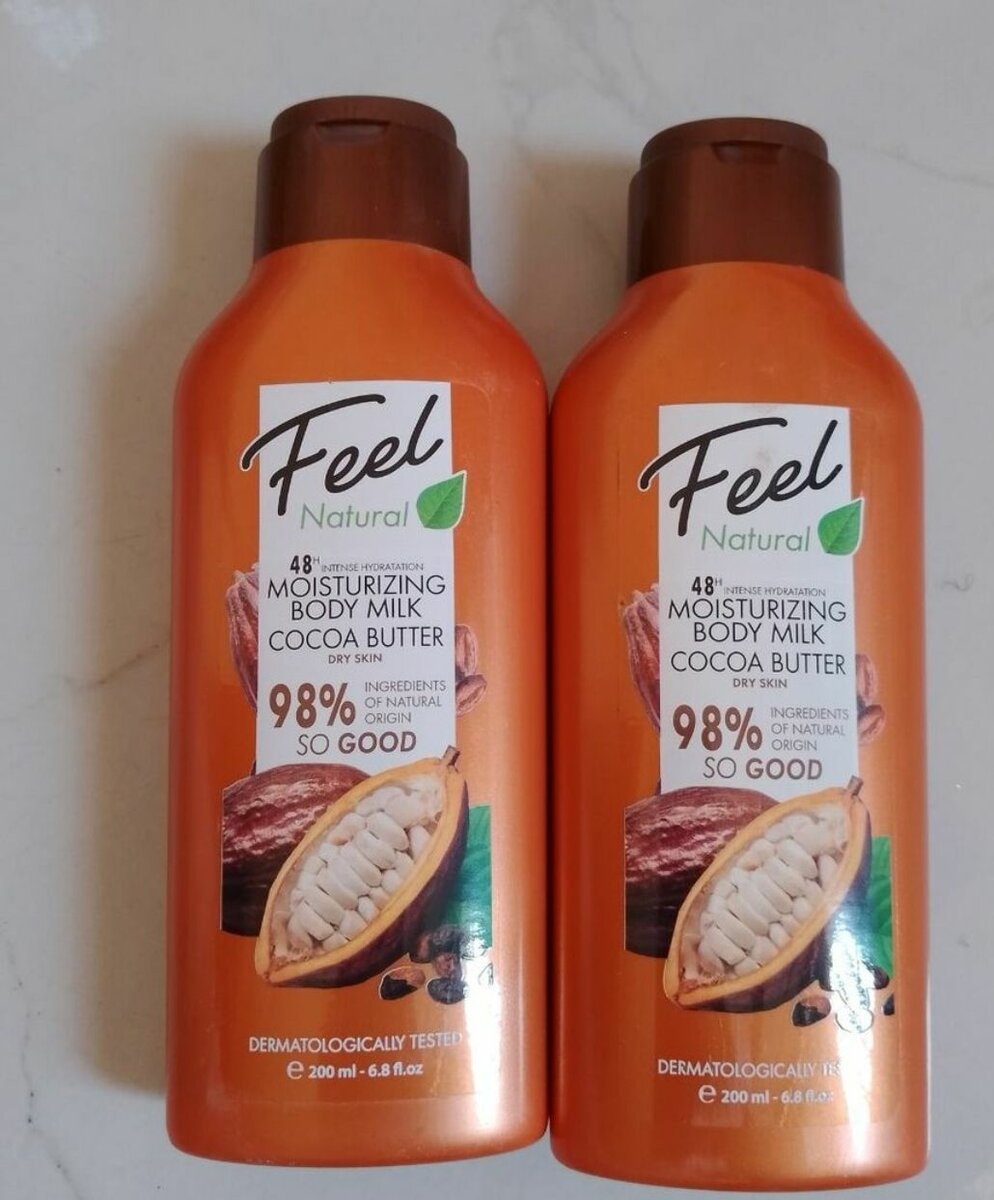 Feel
Natural
48H INTENSE HYDRATATION
MOISTURIZING
BODY MILK
COCOA BUTTER
DRY SKIN
98% INGREDIENTS
OF NATURAL
ORIGIN
SO GOOD
DERMATOLOGICALLY TESTED
e 200 ml - 6.8 fl.oz
Feel
Natural
48H INTENSE HYDRATATION
MOISTURIZING
BODY MILK
COCOA BUTTER
DRY SKIN
98% INGREDIENTS
OF NATURAL
ORIGIN
SO GOOD
DERMATOLOGICALLY
e 200 ml - 6.8 fl.oz